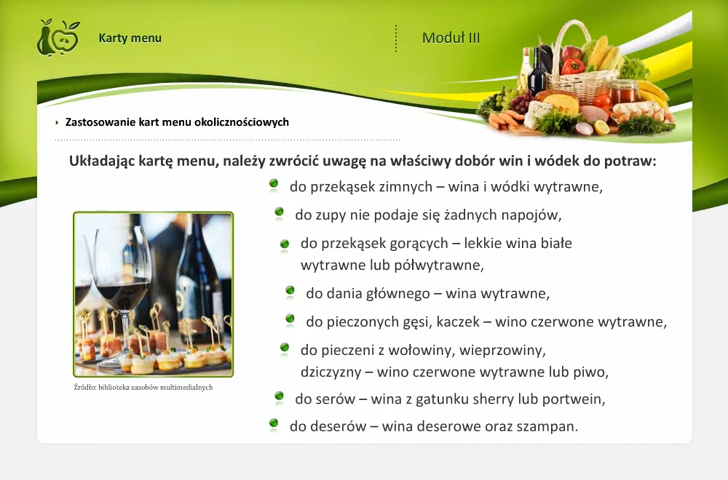 Karty menu
Moduł III
Zastosowanie kart menu okolicznościowych
Układając kartę menu, należy zwrócić uwagę na właściwy dobór win i wódek do potraw:
do przekąsek zimnych – wina i wódki wytrawne,
do zupy nie podaje się żadnych napojów,
do przekąsek gorących – lekkie wina białe
wytrawne lub półwytrawne,
do dania głównego – wina wytrawne,
do pieczonych gęsi, kaczek – wino czerwone wytrawne,
do pieczeni z wołowiny, wieprzowiny,
dziczyzny – wino czerwone wytrawne lub piwo,
do serów – wina z gatunku sherry lub portwein,
do deserów – wina deserowe oraz szampan.
Źródło: biblioteka zasobów multimedialnych